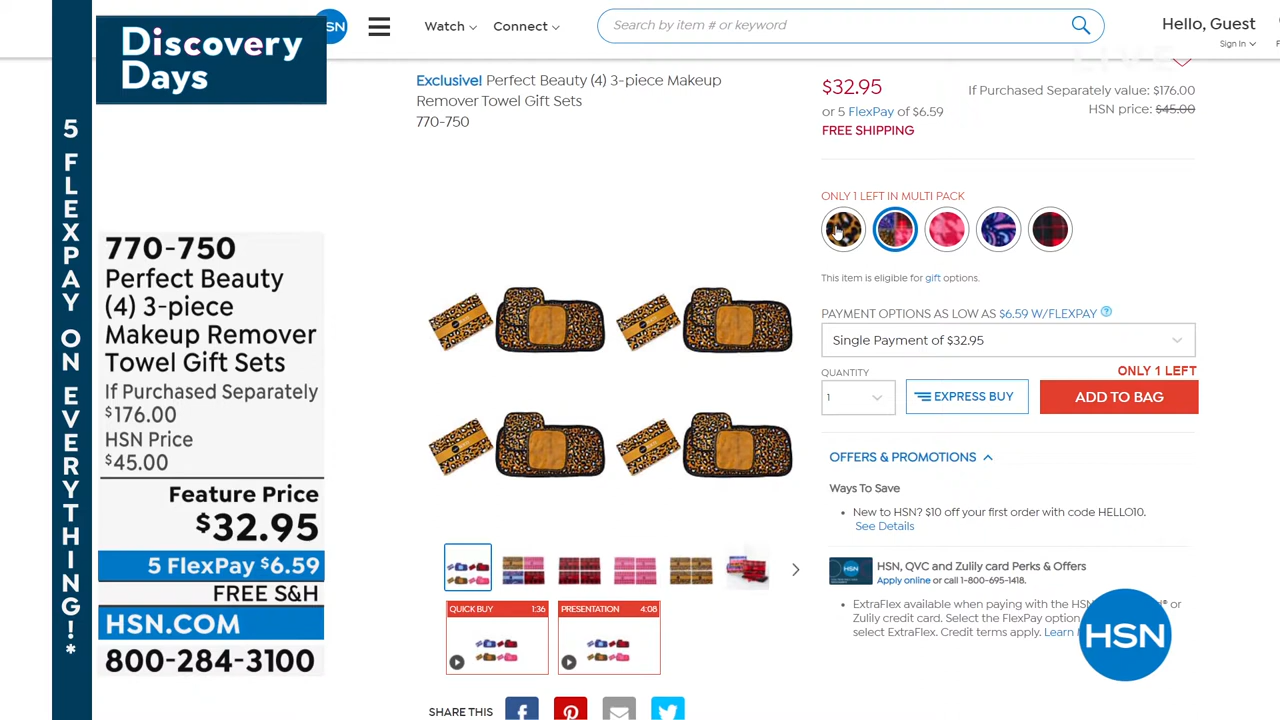 Discovery
Days
5 FLEXPAY ON EVERYTHING!*
770-750
Perfect Beauty
(4) 3-piece
Makeup Remover
Towel Gift Sets
If Purchased Separately
$176.00
HSN Price
$45.00
Feature Price
$32.95
5 FlexPay $6.59
FREE S&H
HSN.COM
800-284-3100
SN
Watch
Connect
Search by item # or keyword
Hello, Guest
Sign In
LIVE
Exclusive! Perfect Beauty (4) 3-piece Makeup
Remover Towel Gift Sets
770-750
QUICK BUY 1:36
PRESENTATION 4:08
SHARE THIS
$32.95
If Purchased Separately value: $176.00
or 5 FlexPay of $6.59
HSN price: $45.00
FREE SHIPPING
ONLY 1 LEFT IN MULTI PACK
This item is eligible for gift options.
PAYMENT OPTIONS AS LOW AS $6.59 W/FLEXPAY ?
Single Payment of $32.95
ONLY 1 LEFT
QUANTITY
1
EXPRESS BUY
ADD TO BAG
OFFERS & PROMOTIONS
Ways To Save
New to HSN? $10 off your first order with code HELLO10.
See Details
HSN
HSN, QVC and Zulily card Perks & Offers
Apply online or call 1-800-695-1418.
ExtraFlex available when paying with the HSN ® or
Zulily credit card. Select the FlexPay option
select ExtraFlex. Credit terms apply. Learn
HSN